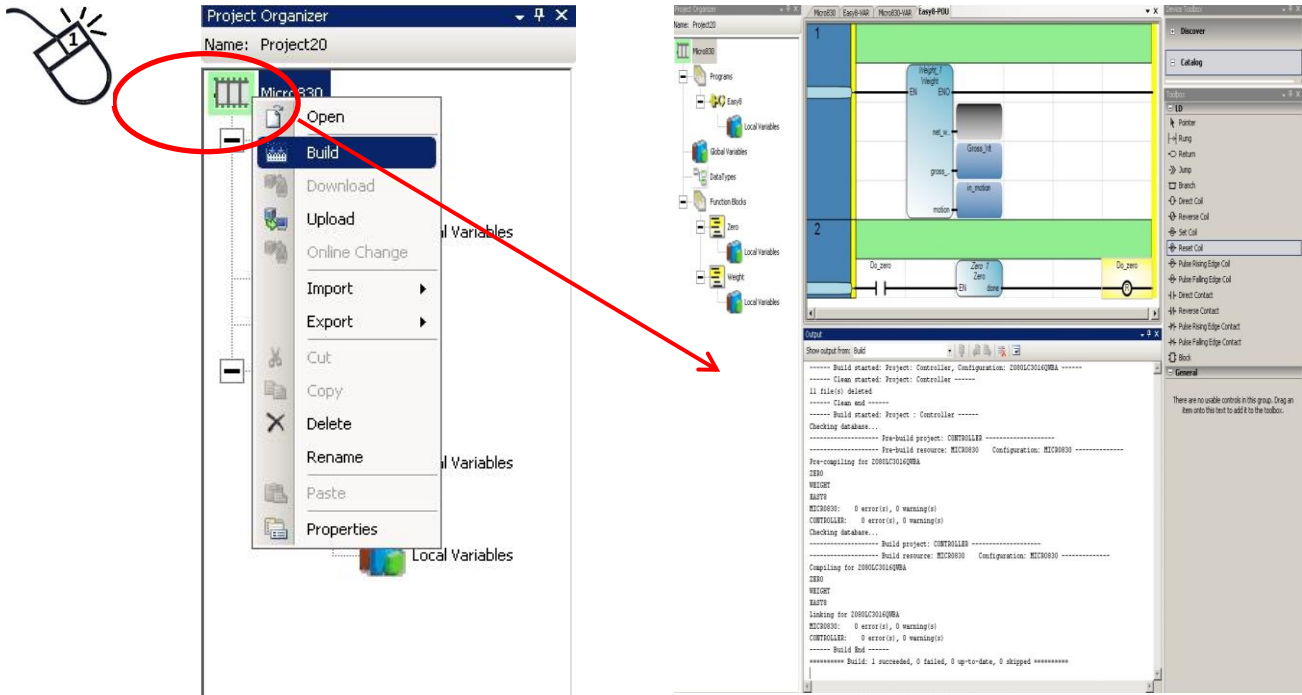 1
Project Organizer
Name: Project20
Micro830
Open
Build
Download
Upload
Online Change
Import
Export
Cut
Copy
Delete
Rename
Paste
Properties
al Variables
al Variables
Local Variables
Project Organizer
Name: Project20
Micro830
Programs
Easy8
Local Variables
Global Variables
DataTypes
Function Blocks
Zero
Local Variables
Weight
Local Variables
Micro830 Easy8-VAR Micro830-VAR Easy8-POU
1
Weight_1
Weight
EN ENO
net_w..
gross_..
Gross_Wt
motion
in_motion
2
Do_zero
Zero_1
Zero
EN done
Do_zero
R
Output
Show output from: Build
------ Build started: Project: Controller, Configuration: 2080LC3016QWBA ------
------ Clean started: Project: Controller ------
11 file(s) deleted
------ Clean end ------
------ Build started: Project : Controller ------
Checking database...
------------------- Pre-build project: CONTROLLER -------------------
------------------- Pre-build resource: MICRO830 Configuration: MICRO830 -------------
Pre-compiling for 2080LC3016QWBA
ZERO
WEIGHT
EASY8
MICRO830: 0 error(s), 0 warning(s)
CONTROLLER: 0 error(s), 0 warning(s)
Checking database...
------------------- Build project: CONTROLLER -------------------
------------------- Build resource: MICRO830 Configuration: MICRO830 -------------
Compiling for 2080LC3016QWBA
ZERO
WEIGHT
EASY8
Linking for 2080LC3016QWBA
MICRO830: 0 error(s), 0 warning(s)
CONTROLLER: 0 error(s), 0 warning(s)
------ Build End ------
========== Build: 1 succeeded, 0 failed, 0 up-to-date, 0 skipped ==========
Device Toolbox
Discover
Catalog
Toolbox
LD
Pointer
Rung
Return
Jump
Branch
Direct Coil
Reverse Coil
Set Coil
Reset Coil
Pulse Rising Edge Coil
Pulse Falling Edge Coil
Direct Contact
Reverse Contact
Pulse Rising Edge Contact
Pulse Falling Edge Contact
Block
General
There are no usable controls in this group. Drag an
item onto this text to add it to the toolbox.